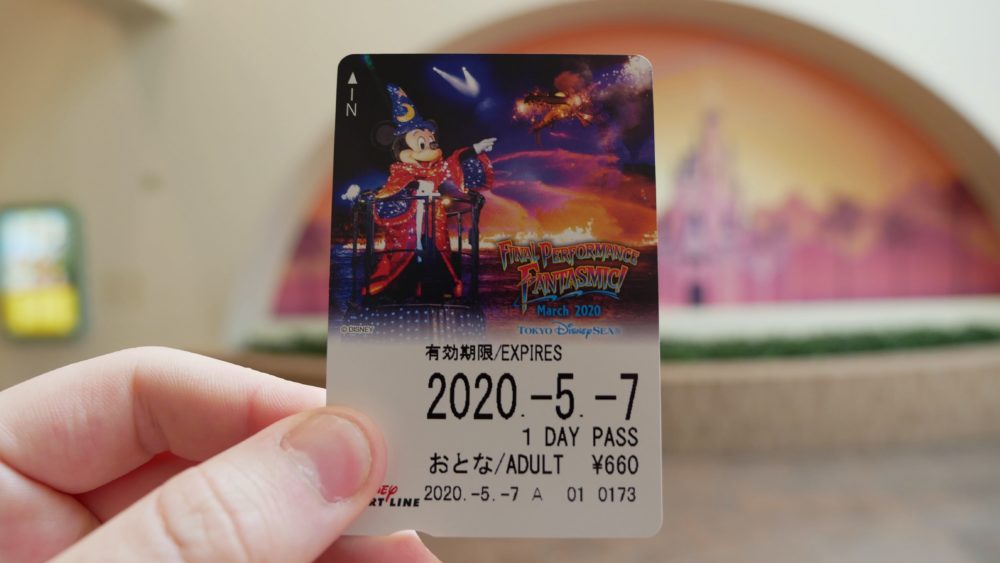 IN
FINAL PERFORMANCE
FANTASMIC!
March 2020
TOKYO DISNEYSEA®
© DISNEY
有効期限/EXPIRES
2020.-5.-7
1 DAY PASS
おとな/ADULT ¥660
2020.-5.-7 A 01 0173
LINE